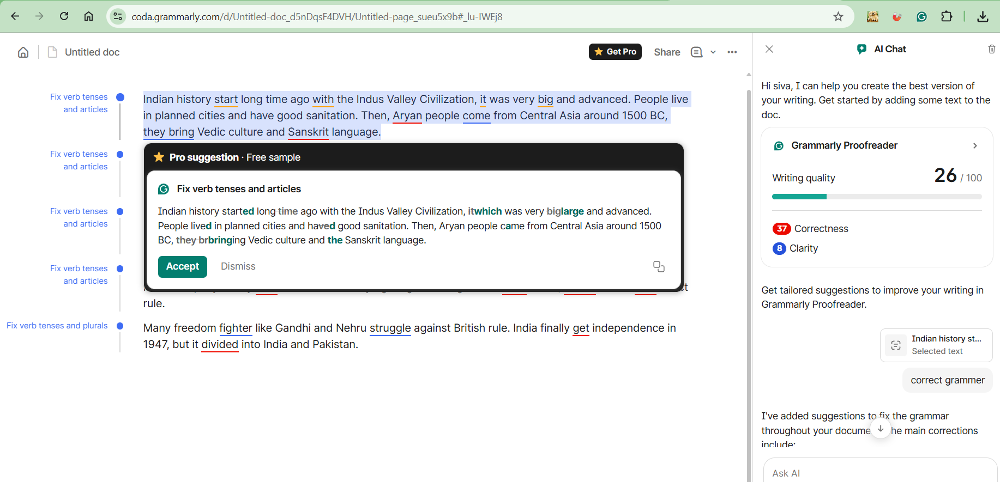 coda.grammarly.com/d/Untitled-doc_d5nDqsF4DVH/Untitled-page_sueu5x9b#_lu-IWEj8
Untitled doc
Get Pro
Share
Fix verb tenses
and articles
Indian history start long time ago with the Indus Valley Civilization, it was very big and advanced. People live
in planned cities and have good sanitation. Then, Aryan people come from Central Asia around 1500 BC,
they bring Vedic culture and Sanskrit language.
Fix verb tenses
and articles
Fix verb tenses
and articles
Fix verb tenses
and articles
Pro suggestion · Free sample
Fix verb tenses and articles
Indian history started long time ago with the Indus Valley Civilization, itwhich was very biglarge and advanced.
People lived in planned cities and haved good sanitation. Then, Aryan people came from Central Asia around 1500
BC, they brbringing Vedic culture and the Sanskrit language.
Accept
Dismiss
rule.
Fix verb tenses and plurals
Many freedom fighter like Gandhi and Nehru struggle against British rule. India finally get independence in
1947, but it divided into India and Pakistan.
AI Chat
Hi siva, I can help you create the best version of
your writing. Get started by adding some text to the
doc.
Grammarly Proofreader
Writing quality
26 / 100
37 Correctness
8 Clarity
Get tailored suggestions to improve your writing in
Grammarly Proofreader.
Indian history st...
Selected text
correct grammer
I've added suggestions to fix the grammar
throughout your docume he main corrections
include:
Ask AI